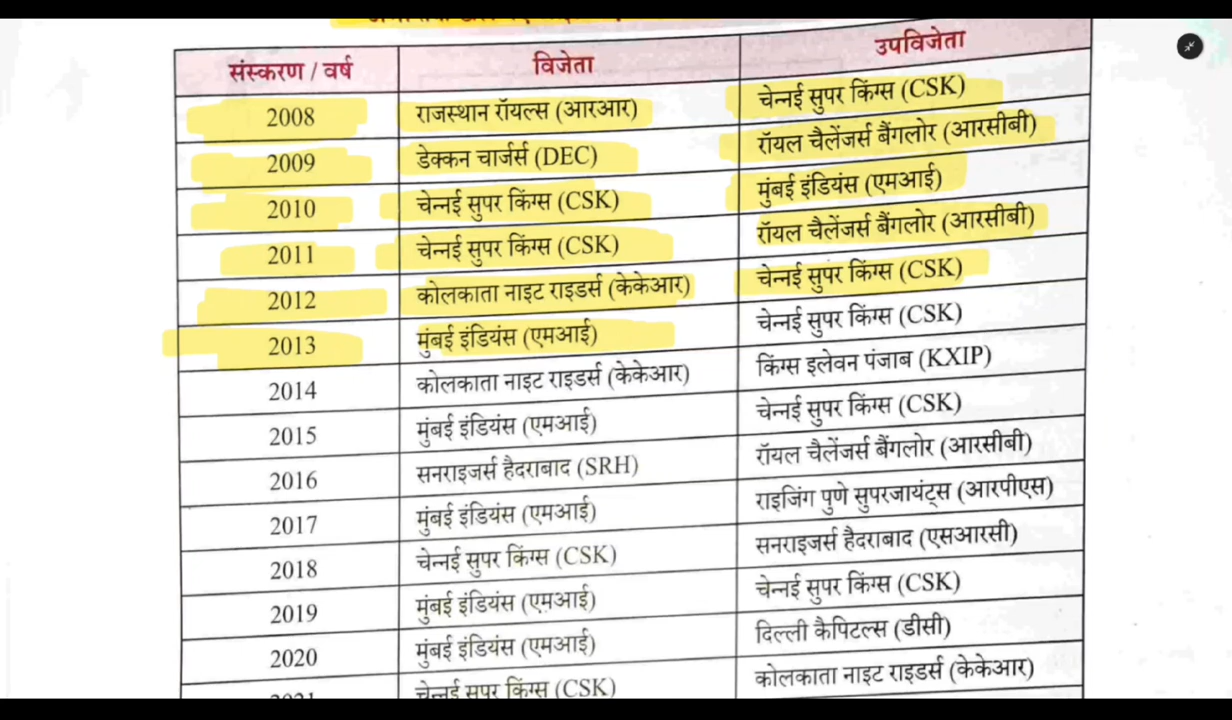 संस्करण / वर्ष विजेता उपविजेता
2008 राजस्थान रॉयल्स (आरआर) चेन्नई सुपर किंग्स (CSK)
2009 डेक्कन चार्जर्स (DEC) रॉयल चैलेंजर्स बैंगलोर (आरसीबी)
2010 चेन्नई सुपर किंग्स (CSK) मुंबई इंडियंस (एमआई)
2011 चेन्नई सुपर किंग्स (CSK) रॉयल चैलेंजर्स बैंगलोर (आरसीबी)
2012 कोलकाता नाइट राइडर्स (केकेआर) चेन्नई सुपर किंग्स (CSK)
2013 मुंबई इंडियंस (एमआई) चेन्नई सुपर किंग्स (CSK)
2014 कोलकाता नाइट राइडर्स (केकेआर) किंग्स इलेवन पंजाब (KXIP)
2015 मुंबई इंडियंस (एमआई) चेन्नई सुपर किंग्स (CSK)
2016 सनराइजर्स हैदराबाद (SRH) रॉयल चैलेंजर्स बैंगलोर (आरसीबी)
2017 मुंबई इंडियंस (एमआई) राइजिंग पुणे सुपरजायंट्स (आरपीएस)
2018 चेन्नई सुपर किंग्स (CSK) सनराइजर्स हैदराबाद (एसआरसी)
2019 मुंबई इंडियंस (एमआई) चेन्नई सुपर किंग्स (CSK)
2020 मुंबई इंडियंस (एमआई) दिल्ली कैपिटल्स (डीसी)
2021 चेन्नई सुपर किंग्स (CSK) कोलकाता नाइट राइडर्स (केकेआर)